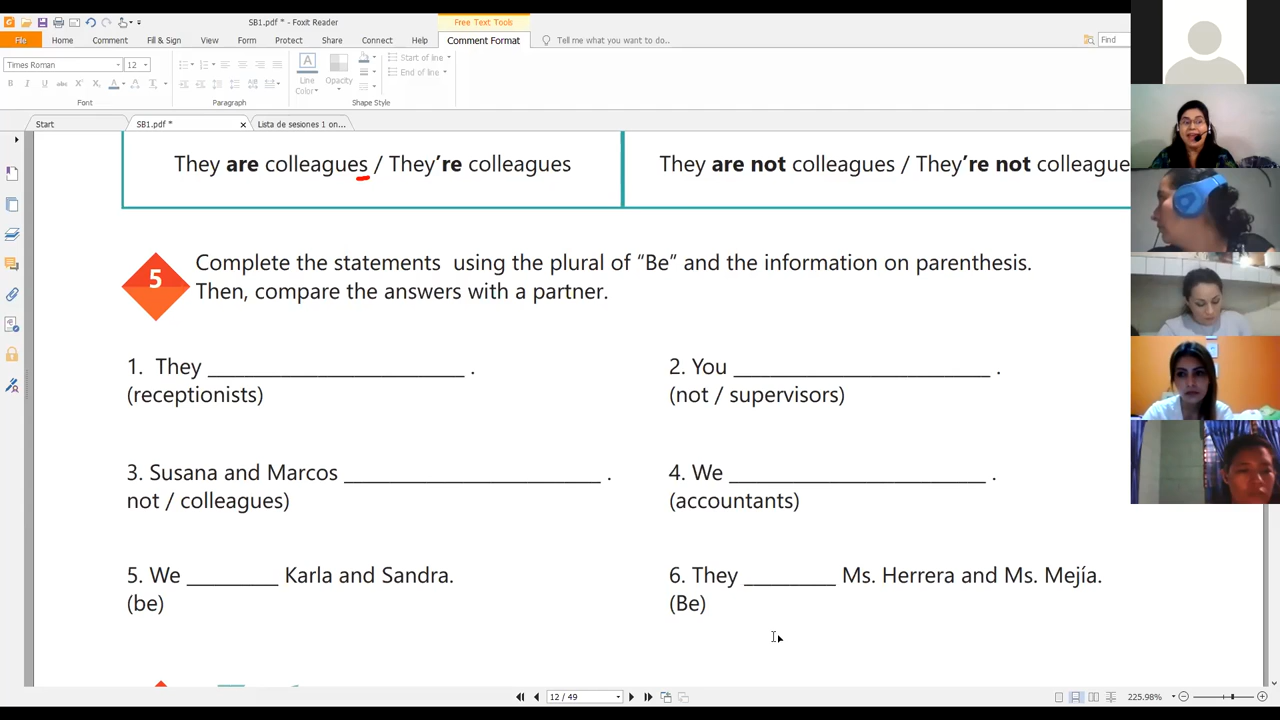 SB1.pdf * - Foxit Reader
Free Text Tools
File Home Comment Fill & Sign View Form Protect Share Connect Help Comment Format Tell me what you want to do.. Find
Times Roman 12
Start of line
End of line
Line Color
Opacity
Font Paragraph Shape Style
Start SB1.pdf * Lista de sesiones 1 on...
They are colleagues / They're colleagues
They are not colleagues / They're not colleague
5
Complete the statements using the plural of “Be” and the information on parenthesis.
Then, compare the answers with a partner.
1. They ____________________________ .
(receptionists)
2. You ____________________________ .
(not / supervisors)
3. Susana and Marcos ____________________________ .
not / colleagues)
4. We ____________________________ .
(accountants)
5. We __________ Karla and Sandra.
(be)
6. They __________ Ms. Herrera and Ms. Mejía.
(Be)
12 / 49
225.98%